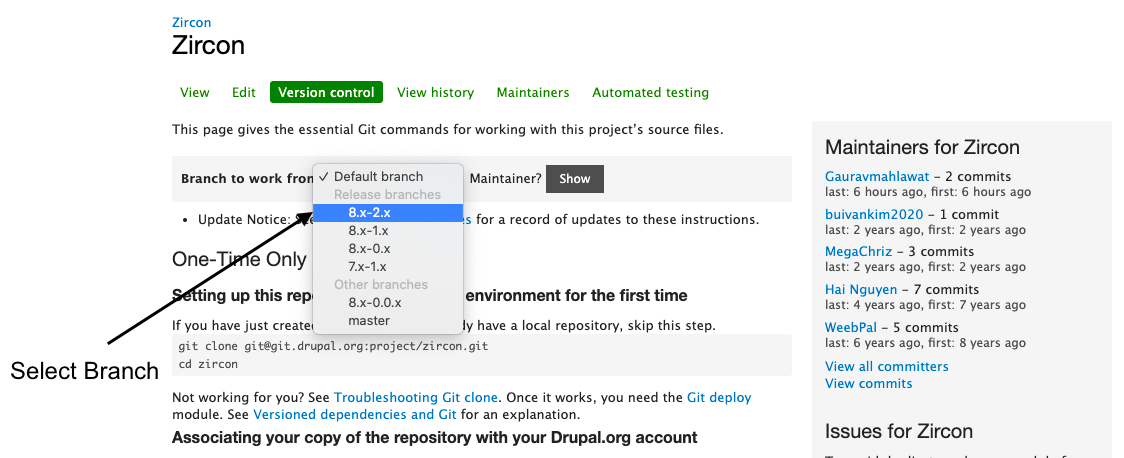 Zircon
Zircon
View Edit Version control View history Maintainers Automated testing
This page gives the essential Git commands for working with this project's source files.
Branch to work from Maintainer? Show
✓ Default branch
Release branches
8.x-2.x
8.x-1.x
8.x-0.x
7.x-1.x
Other branches
8.x-0.0.x
master
• Update Notice: for a record of updates to these instructions.
One-Time Only
Setting up this environment for the first time
If you have just created have a local repository, skip this step.
git clone git@git.drupal.org:project/zircon.git
cd zircon
Select Branch
Not working for you? See Troubleshooting Git clone. Once it works, you need the Git deploy
module. See Versioned dependencies and Git for an explanation.
Associating your copy of the repository with your Drupal.org account
Maintainers for Zircon
Gauravmahlawat – 2 commits
last: 6 hours ago, first: 6 hours ago
buivankim2020 – 1 commit
last: 2 years ago, first: 2 years ago
MegaChriz – 3 commits
last: 2 years ago, first: 2 years ago
Hai Nguyen – 7 commits
last: 4 years ago, first: 7 years ago
WeebPal – 5 commits
last: 6 years ago, first: 8 years ago
View all committers
View commits
Issues for Zircon